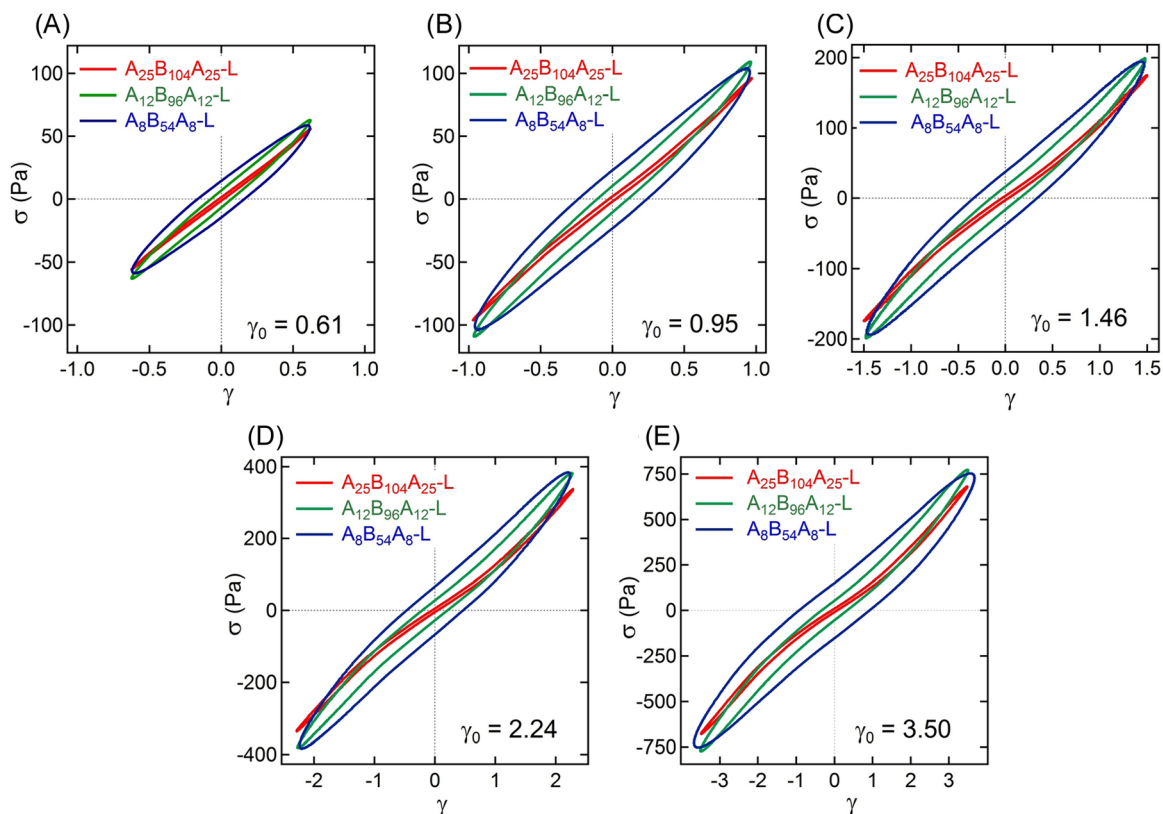 (A)
A25B104A25-L
A12B96A12-L
A8B54A8-L
100
50
0
-50
-100
σ (Pa)
γ0 = 0.61
-1.0 -0.5 0.0 0.5 1.0
γ
(B)
A25B104A25-L
A12B96A12-L
A8B54A8-L
100
50
0
-50
-100
σ (Pa)
γ0 = 0.95
-1.0 -0.5 0.0 0.5 1.0
γ
(C)
A25B104A25-L
A12B96A12-L
A8B54A8-L
200
100
0
-100
-200
σ (Pa)
γ0 = 1.46
-1.5 -1.0 -0.5 0.0 0.5 1.0 1.5
γ
(D)
A25B104A25-L
A12B96A12-L
A8B54A8-L
400
200
0
-200
-400
σ (Pa)
γ0 = 2.24
-2 -1 0 1 2
γ
(E)
A25B104A25-L
A12B96A12-L
A8B54A8-L
750
500
250
0
-250
-500
-750
σ (Pa)
γ0 = 3.50
-3 -2 -1 0 1 2 3
γ